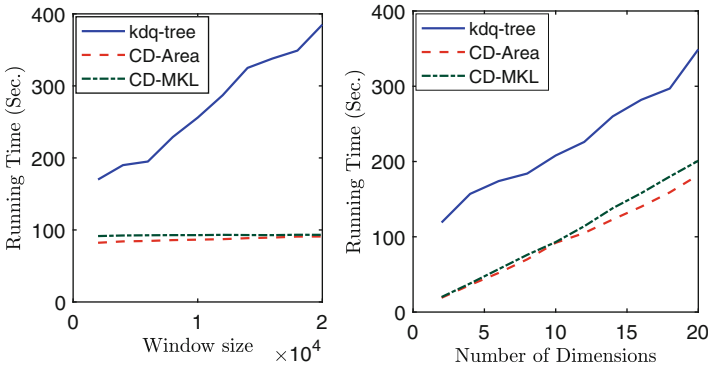 400
300
200
100
0
0
1
2
×10⁴
Running Time (Sec.)
Window size
kdq-tree
CD-Area
CD-MKL
400
300
200
100
0
0
5
10
15
20
Running Time (Sec.)
Number of Dimensions
kdq-tree
CD-Area
CD-MKL